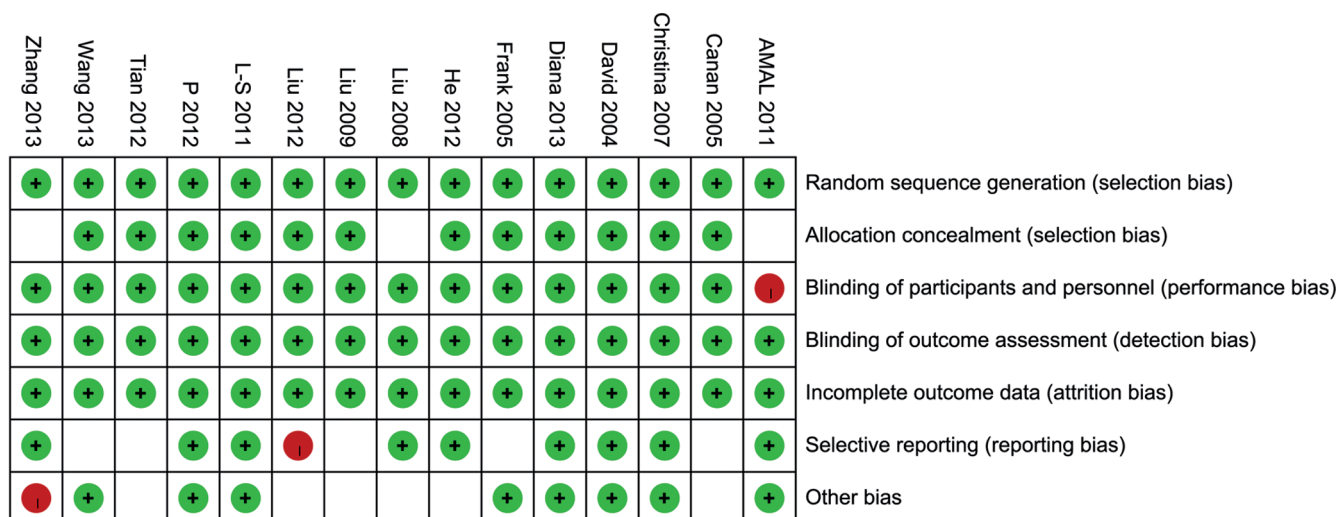 Zhang 2013
Wang 2013
Tian 2012
P 2012
L-S 2011
Liu 2012
Liu 2009
Liu 2008
He 2012
Frank 2005
Diana 2013
David 2004
Christina 2007
Canan 2005
AMAL 2011
+ + + + + + + + + + + + + + + Random sequence generation (selection bias)
+ + + + + + + + + + + + Allocation concealment (selection bias)
+ + + + + + + + + + + + + + – Blinding of participants and personnel (performance bias)
+ + + + + + + + + + + + + + + Blinding of outcome assessment (detection bias)
+ + + + + + + + + + + + + + + Incomplete outcome data (attrition bias)
+ + + – + + + + + + Selective reporting (reporting bias)
– + + + + + + + + Other bias